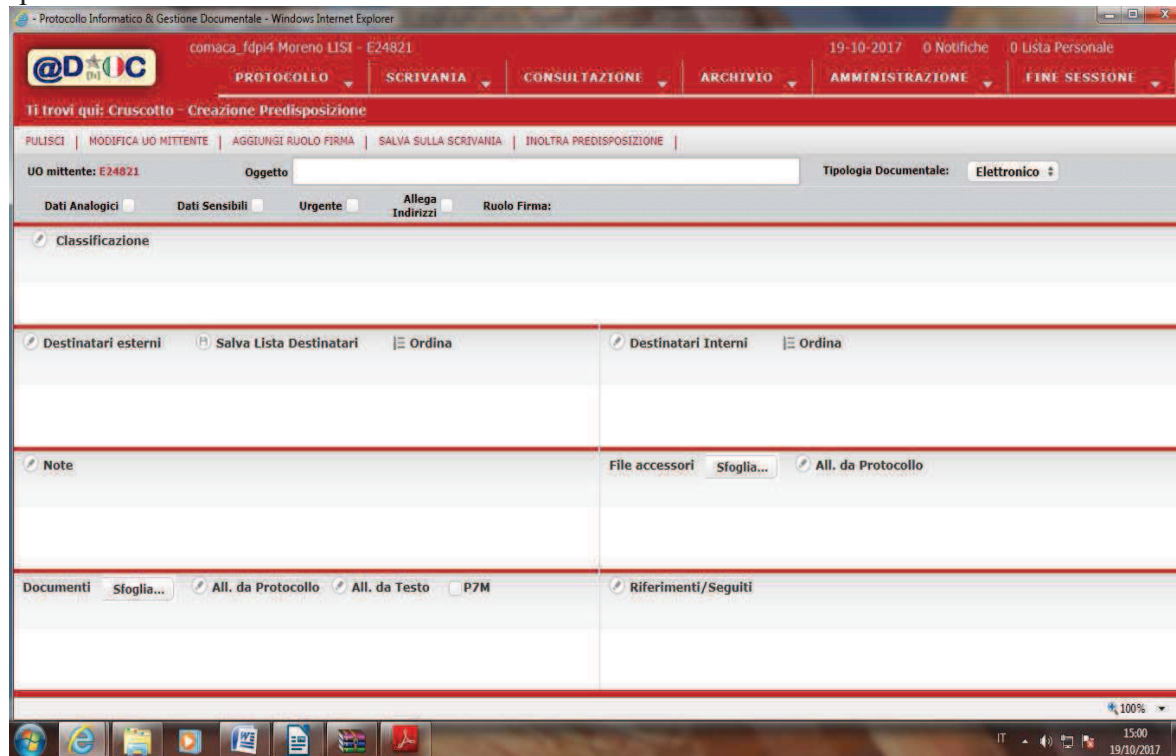 - Protocollo Informatico & Gestione Documentale - Windows Internet Explorer
comaca_fdpi4 Moreno LISI - E24821 19-10-2017 0 Notifiche 0 Lista Personale
@D[b]OC
PROTOCOLLO SCRIVANIA CONSULTAZIONE ARCHIVIO AMMINISTRAZIONE FINE SESSIONE
Ti trovi qui: Cruscotto - Creazione Predisposizione
PULISCI | MODIFICA UO MITTENTE | AGGIUNGI RUOLO FIRMA | SALVA SULLA SCRIVANIA | INOLTRA PREDISPOSIZIONE |
UO mittente: E24821 Oggetto Tipologia Documentale: Elettronico
Dati Analogici Dati Sensibili Urgente Allega Indirizzi Ruolo Firma:
Classificazione
Destinatari esterni Salva Lista Destinatari Ordina Destinatari Interni Ordina
Note File accessori Sfoglia... All. da Protocollo
Documenti Sfoglia... All. da Protocollo All. da Testo P7M Riferimenti/Seguiti
100%
IT 15:00
19/10/2017